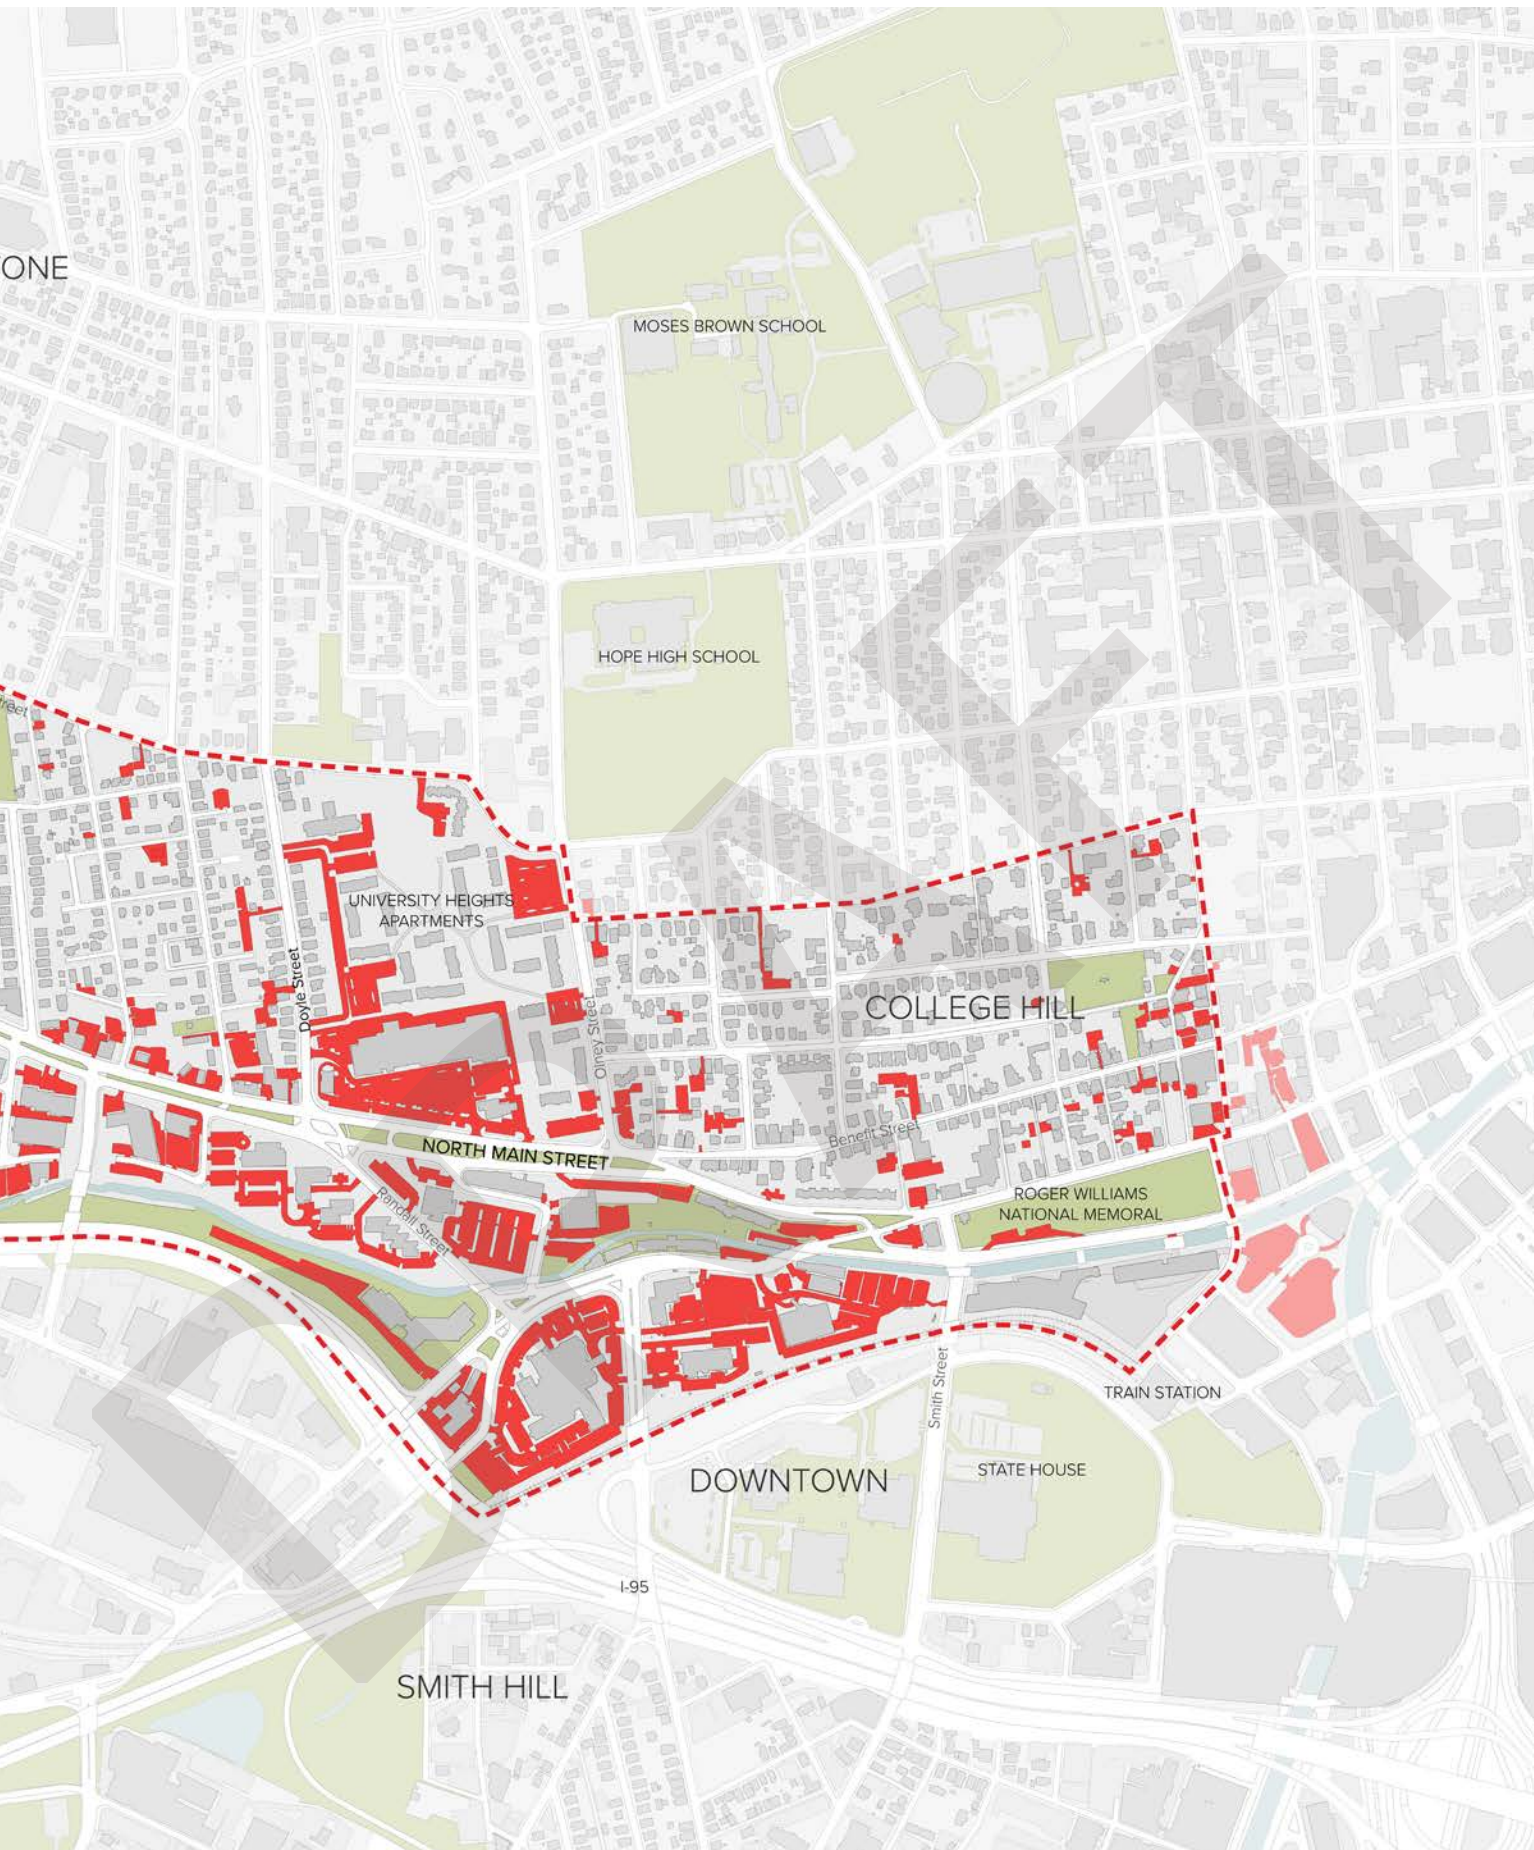 ONE
MOSES BROWN SCHOOL
HOPE HIGH SCHOOL
reet
UNIVERSITY HEIGHTS
APARTMENTS
Doyle Street
Olney Street
COLLEGE HILL
Benefit Street
NORTH MAIN STREET
Randall Street
ROGER WILLIAMS
NATIONAL MEMORAL
TRAIN STATION
Smith Street
STATE HOUSE
DOWNTOWN
I-95
SMITH HILL
DRAFT